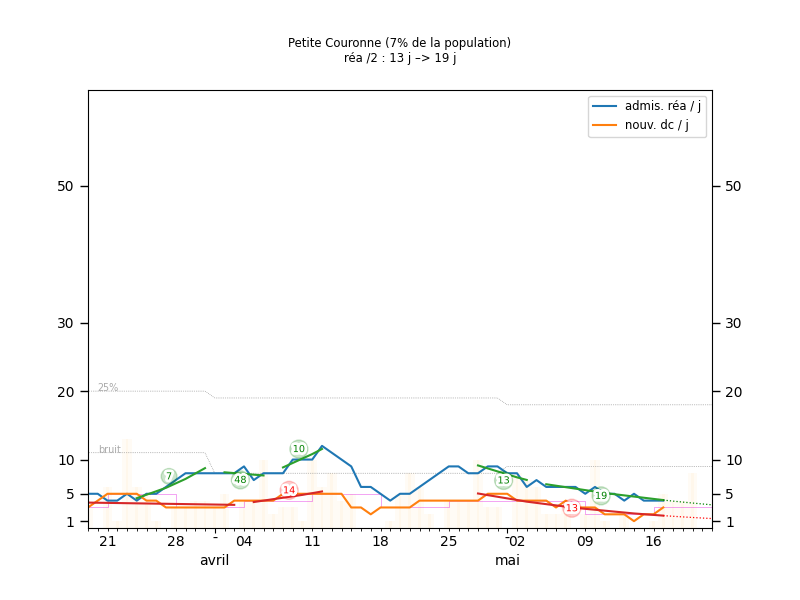 Petite Couronne (7% de la population)
réa /2 : 13 j –> 19 j
admis. réa / j
nouv. dc / j
50 50
30 30
20 20
25%
bruit
10 10
5 5
1 1
7
48
10
14
13
13
19
21 28 - 04 11 18 25 - 02 09 16
avril mai